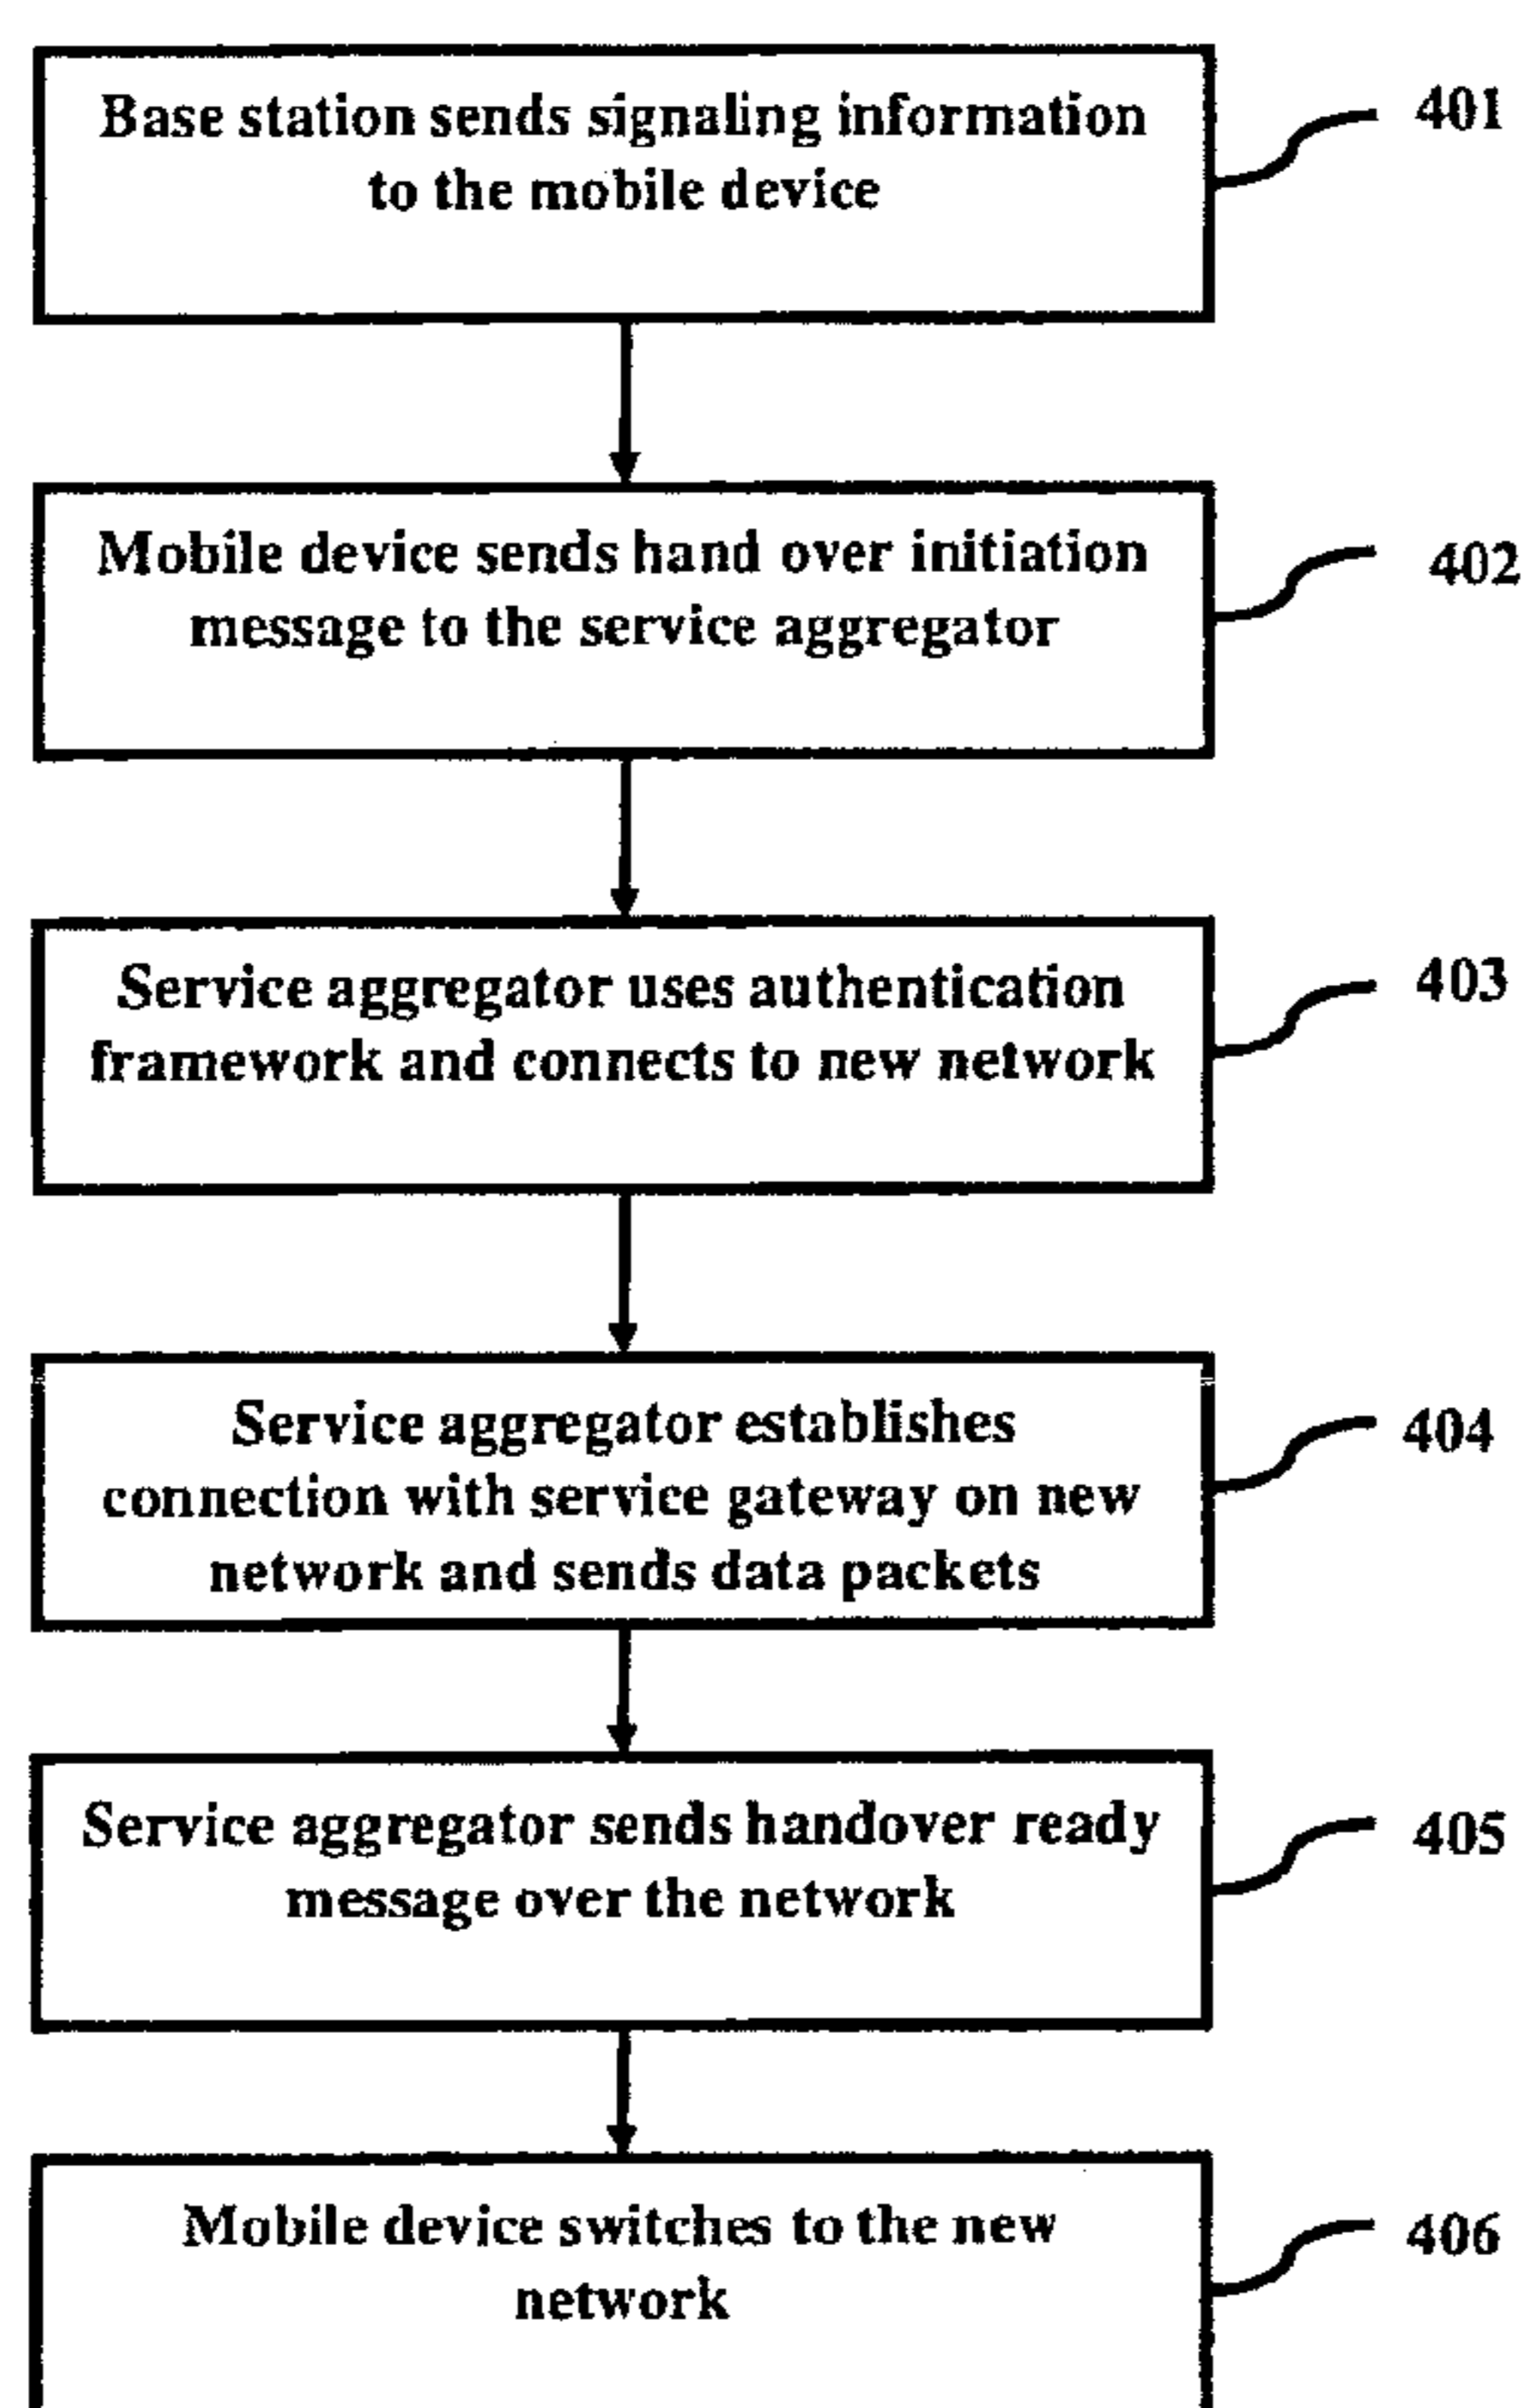 Base station sends signaling information
to the mobile device
401
Mobile device sends hand over initiation
message to the service aggregator
402
Service aggregator uses authentication
framework and connects to new network
403
Service aggregator establishes
connection with service gateway on new
network and sends data packets
404
Service aggregator sends handover ready
message over the network
405
Mobile device switches to the new
network
406